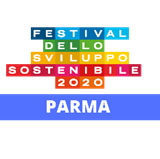 FESTIVAL
DELLO
SVILUPPO
SOSTENIBILE
2020
PARMA